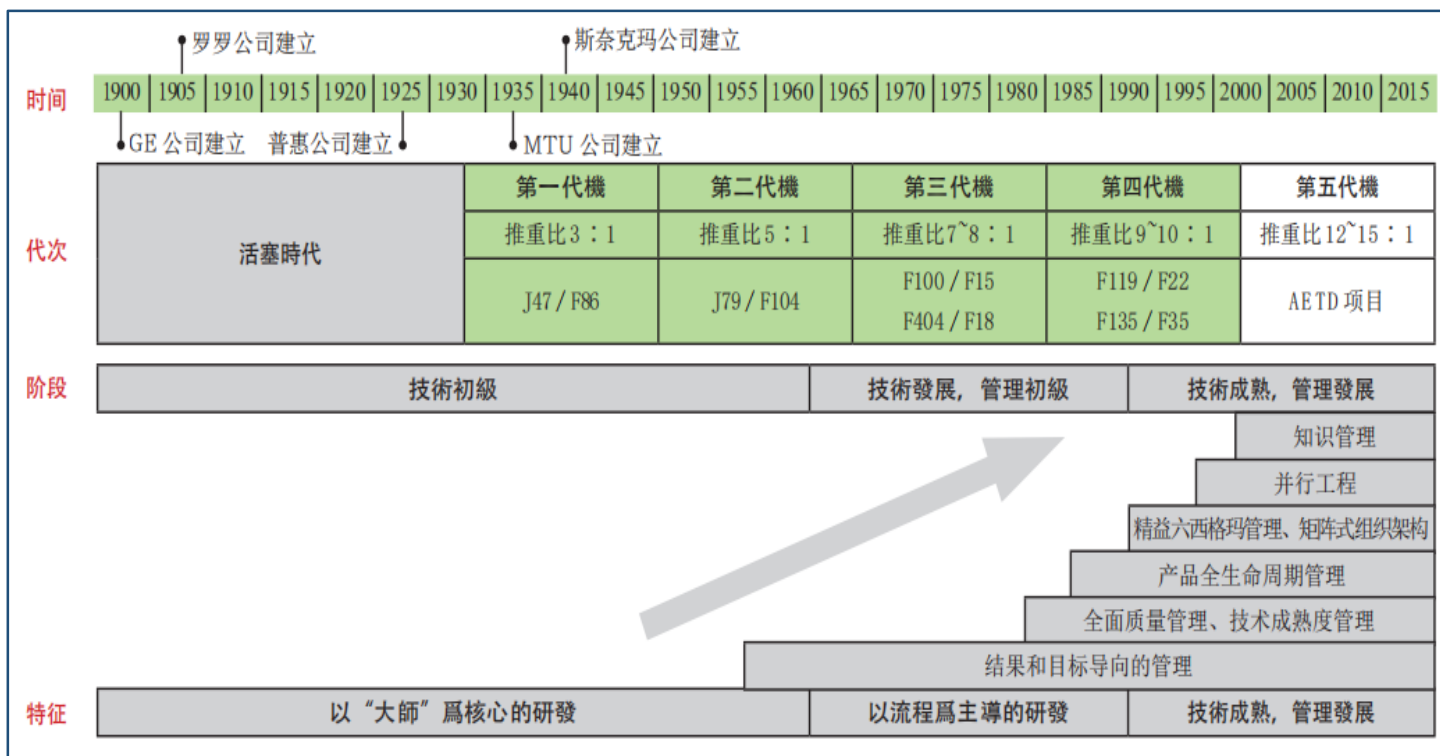 罗罗公司建立
斯奈克玛公司建立
时间
1900 1905 1910 1915 1920 1925 1930 1935 1940 1945 1950 1955 1960 1965 1970 1975 1980 1985 1990 1995 2000 2005 2010 2015
GE 公司建立 普惠公司建立 MTU 公司建立
代次
活塞時代
第一代機 第二代機 第三代機 第四代機 第五代機
推重比3：1 推重比5：1 推重比7~8：1 推重比9~10：1 推重比12~15：1
J47 / F86 J79 / F104 F100 / F15 F119 / F22 AETD 项目
F404 / F18 F135 / F35
阶段
技術初級 技術發展，管理初級 技術成熟，管理發展
知识管理
并行工程
精益六西格玛管理、矩阵式组织架构
产品全生命周期管理
全面质量管理、技术成熟度管理
结果和目标导向的管理
特征
以“大師”爲核心的研發 以流程爲主導的研發 技術成熟，管理發展